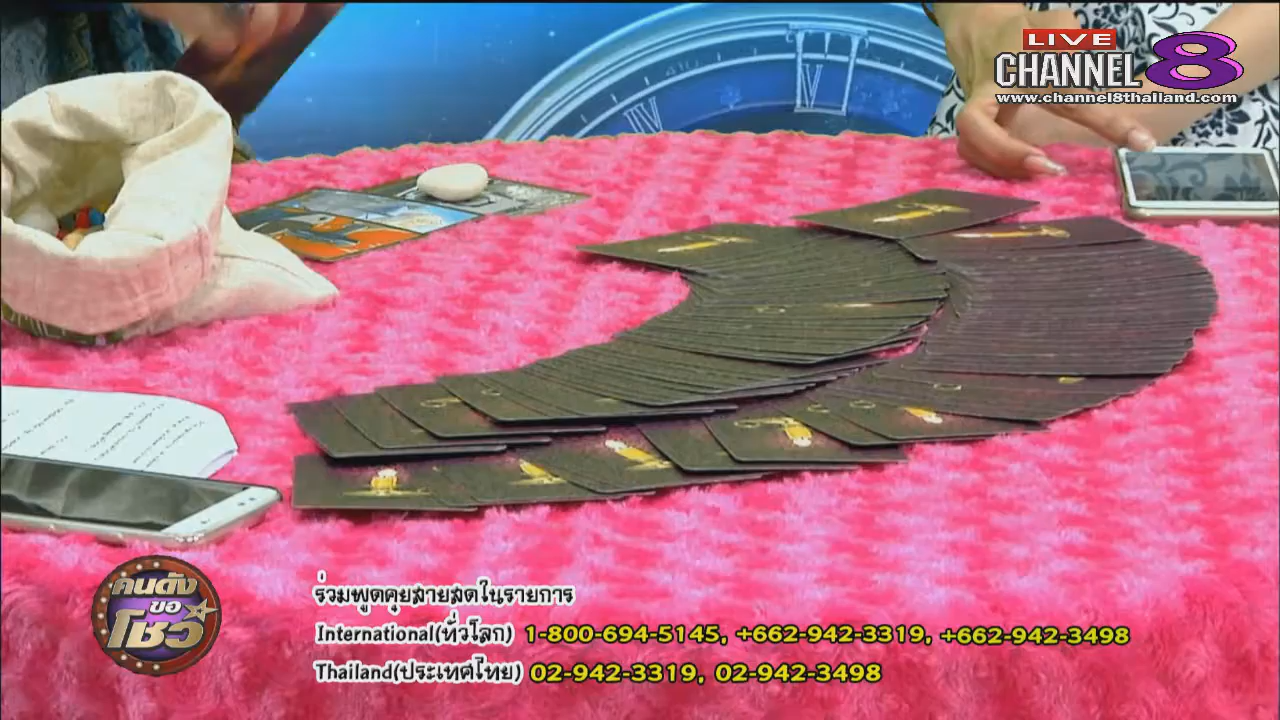 LIVE
CHANNEL 8
www.channel8thailand.com
IV
V
คนดัง
ขอ
โชว์
ร่วมพูดคุยสายสดในรายการ
International(ทั่วโลก) 1-800-694-5145, +662-942-3319, +662-942-3498
Thailand(ประเทศไทย) 02-942-3319, 02-942-3498